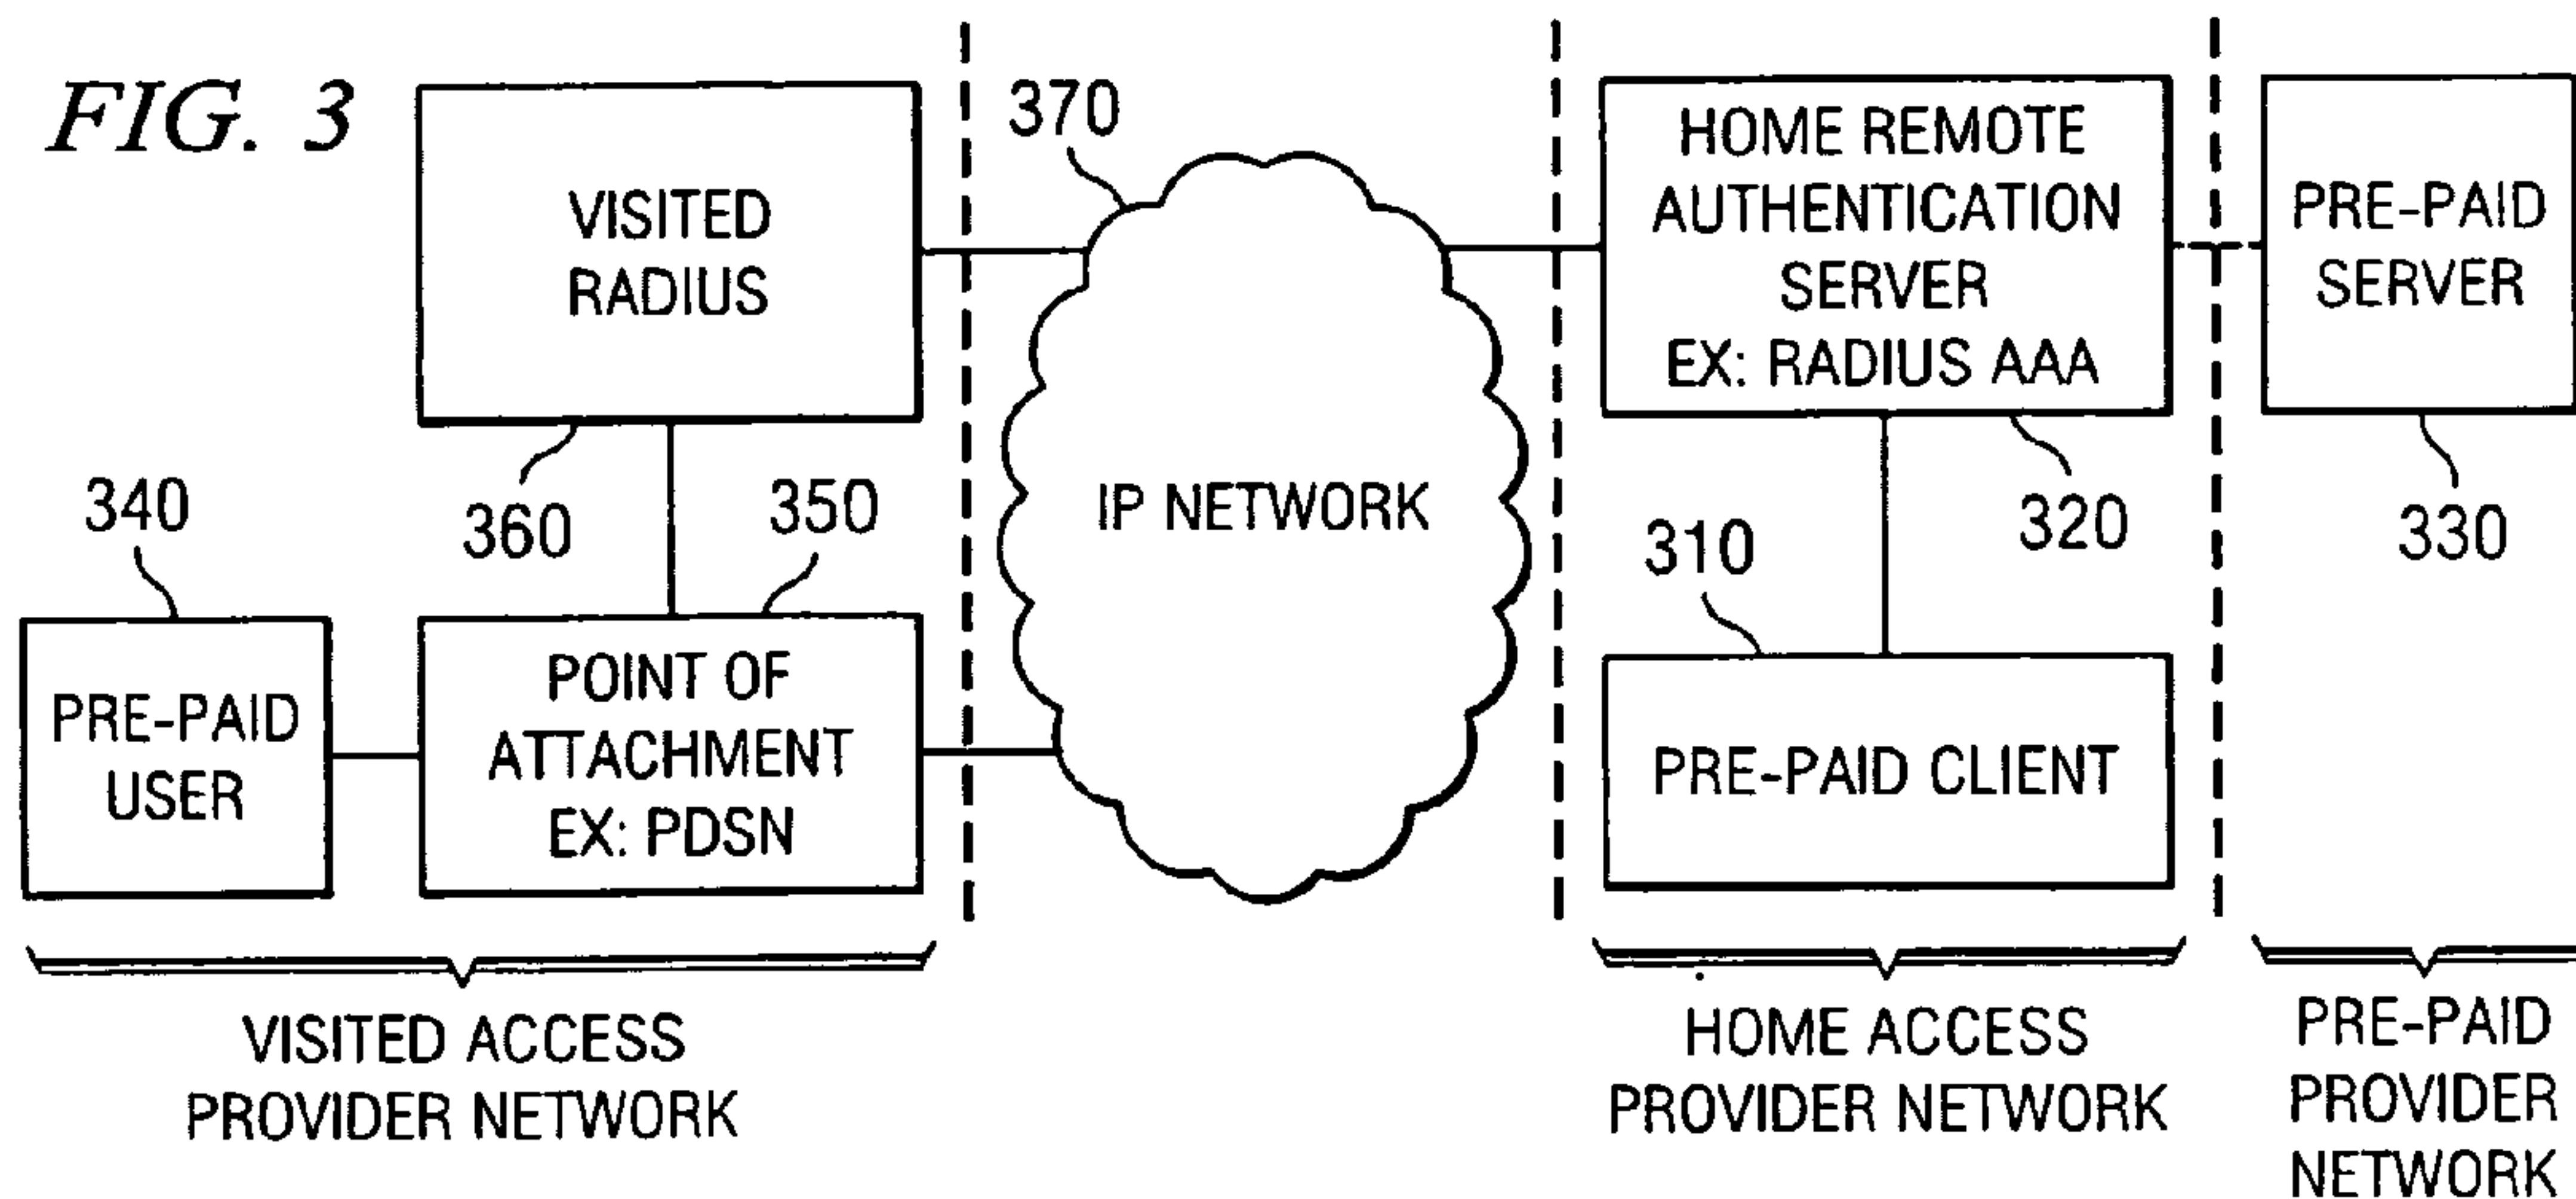 FIG. 3
VISITED
RADIUS
360
370
IP NETWORK
HOME REMOTE
AUTHENTICATION
SERVER
EX: RADIUS AAA
320
PRE-PAID
SERVER
330
340
PRE-PAID
USER
350
POINT OF
ATTACHMENT
EX: PDSN
310
PRE-PAID CLIENT
VISITED ACCESS
PROVIDER NETWORK
HOME ACCESS
PROVIDER NETWORK
PRE-PAID
PROVIDER
NETWORK